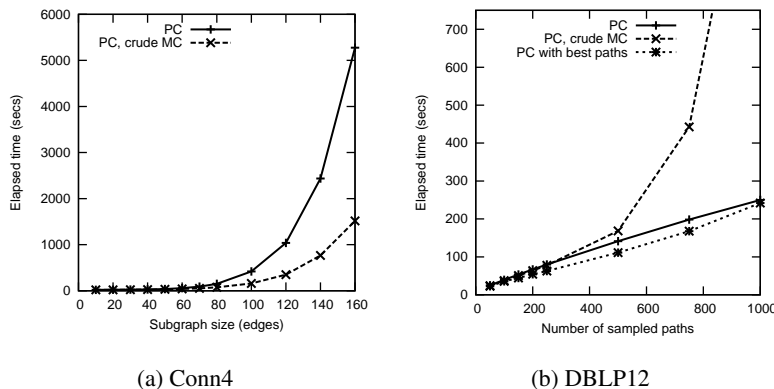 PC
PC, crude MC
6000
5000
4000
3000
2000
1000
0
Elapsed time (secs)
0 20 40 60 80 100 120 140 160
Subgraph size (edges)
(a) Conn4
PC
PC, crude MC
PC with best paths
700
600
500
400
300
200
100
0
Elapsed time (secs)
0 200 400 600 800 1000
Number of sampled paths
(b) DBLP12